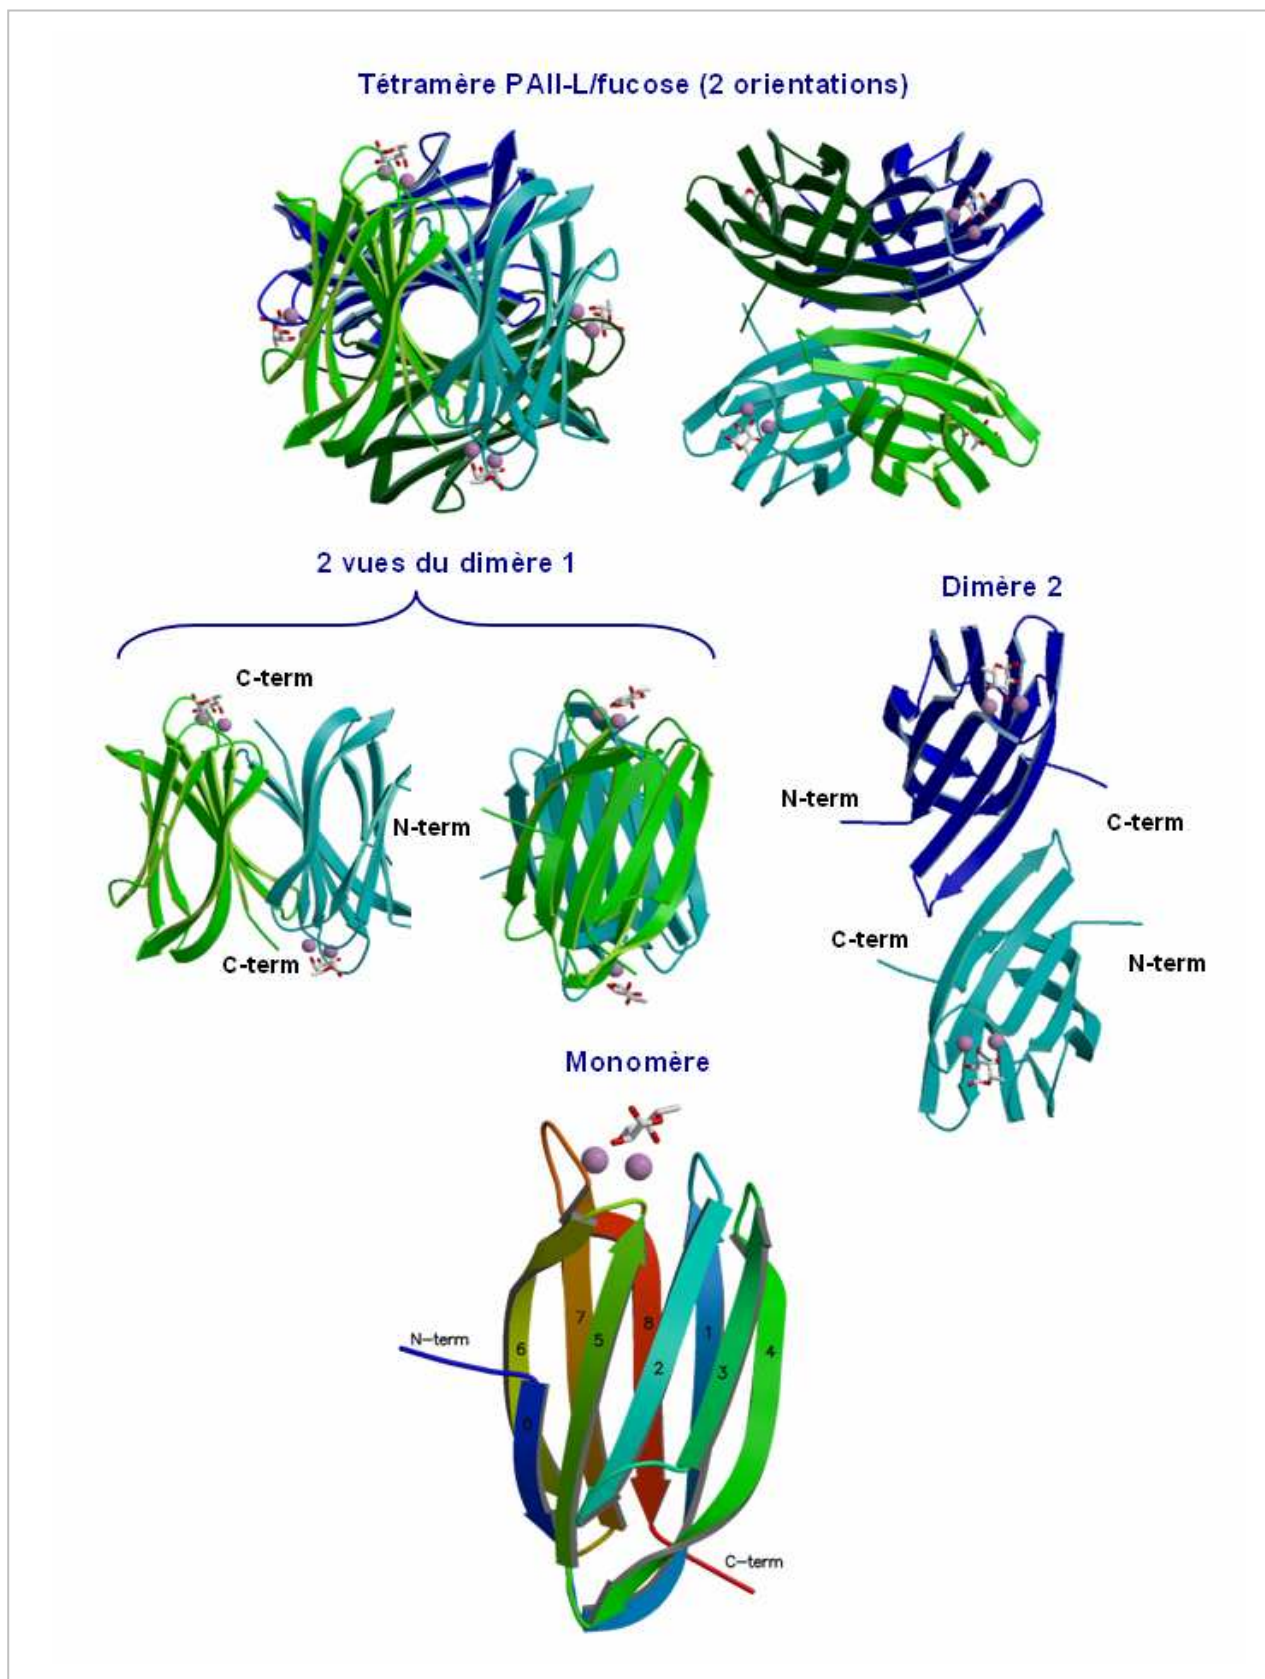 Tétramère PAII-L/fucose (2 orientations)
2 vues du dimère 1
Dimère 2
C-term
N-term
C-term
N-term
C-term
C-term
N-term
Monomère
N-term
C-term
7
8
1
6
5
2
3
4
0